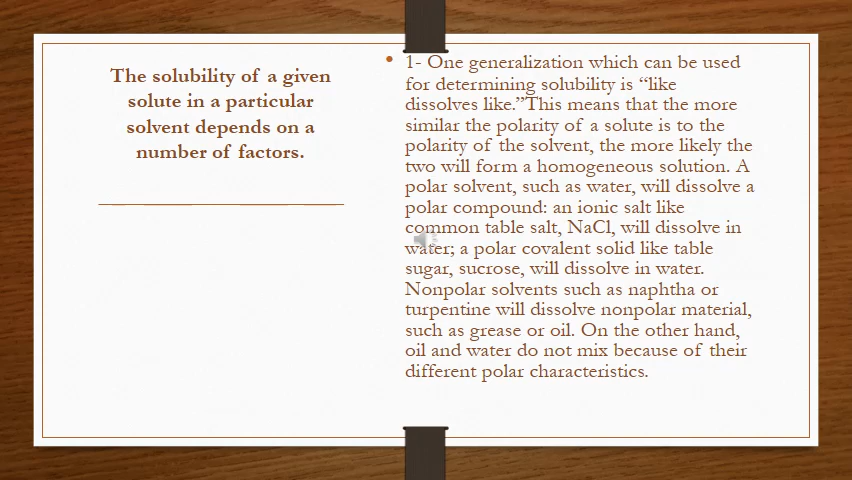 The solubility of a given
solute in a particular
solvent depends on a
number of factors.
• 1- One generalization which can be used
for determining solubility is “like
dissolves like.”This means that the more
similar the polarity of a solute is to the
polarity of the solvent, the more likely the
two will form a homogeneous solution. A
polar solvent, such as water, will dissolve a
polar compound: an ionic salt like
common table salt, NaCl, will dissolve in
water; a polar covalent solid like table
sugar, sucrose, will dissolve in water.
Nonpolar solvents such as naphtha or
turpentine will dissolve nonpolar material,
such as grease or oil. On the other hand,
oil and water do not mix because of their
different polar characteristics.